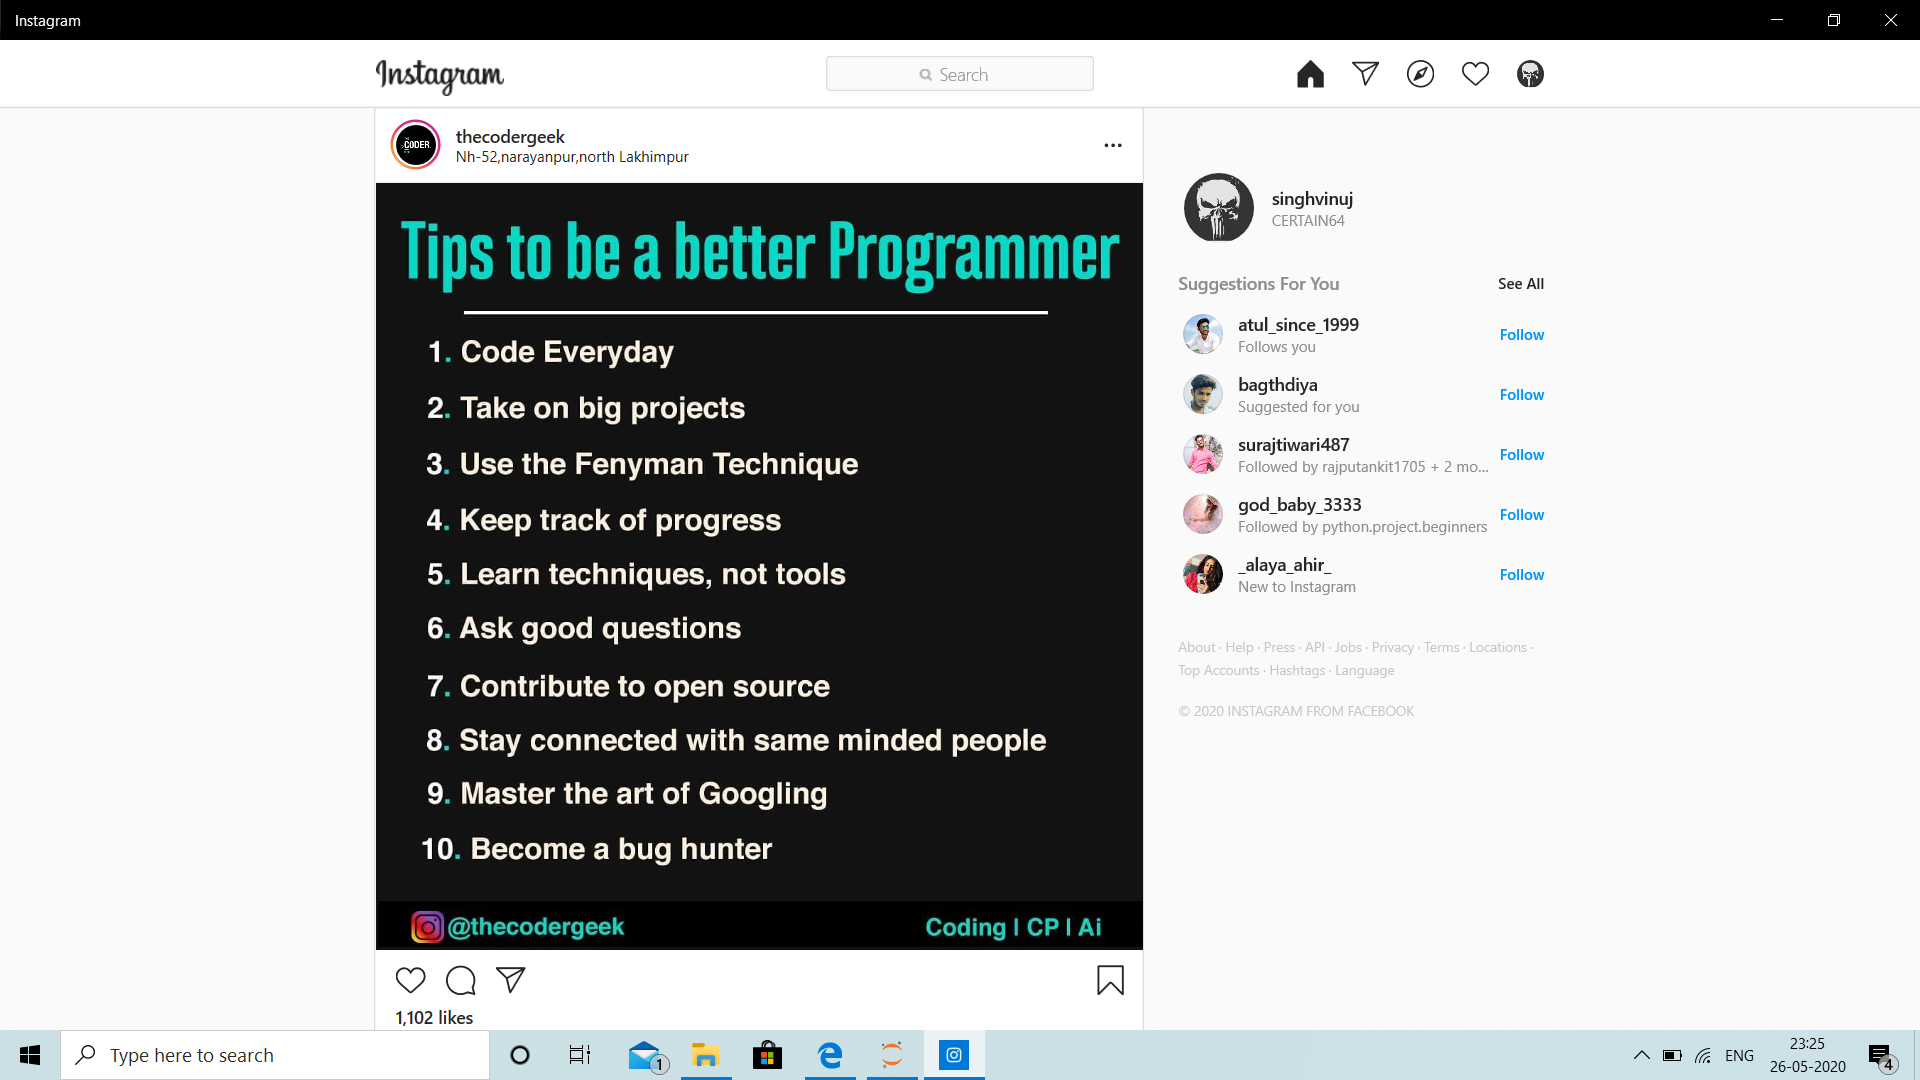 Instagram
Instagram
Search
thecodergeek
Nh-52,narayanpur,north Lakhimpur
CODER
Tips to be a better Programmer
1. Code Everyday
2. Take on big projects
3. Use the Fenyman Technique
4. Keep track of progress
5. Learn techniques, not tools
6. Ask good questions
7. Contribute to open source
8. Stay connected with same minded people
9. Master the art of Googling
10. Become a bug hunter
@thecodergeek
Coding | CP | Ai
1,102 likes
singhvinuj
CERTAIN64
Suggestions For You
See All
atul_since_1999
Follows you
Follow
bagthdiya
Suggested for you
Follow
surajtiwari487
Followed by rajputankit1705 + 2 mo...
Follow
god_baby_3333
Followed by python.project.beginners
Follow
_alaya_ahir_
New to Instagram
Follow
About · Help · Press · API · Jobs · Privacy · Terms · Locations ·
Top Accounts · Hashtags · Language
© 2020 INSTAGRAM FROM FACEBOOK
Type here to search
1
ENG
23:25
26-05-2020
4